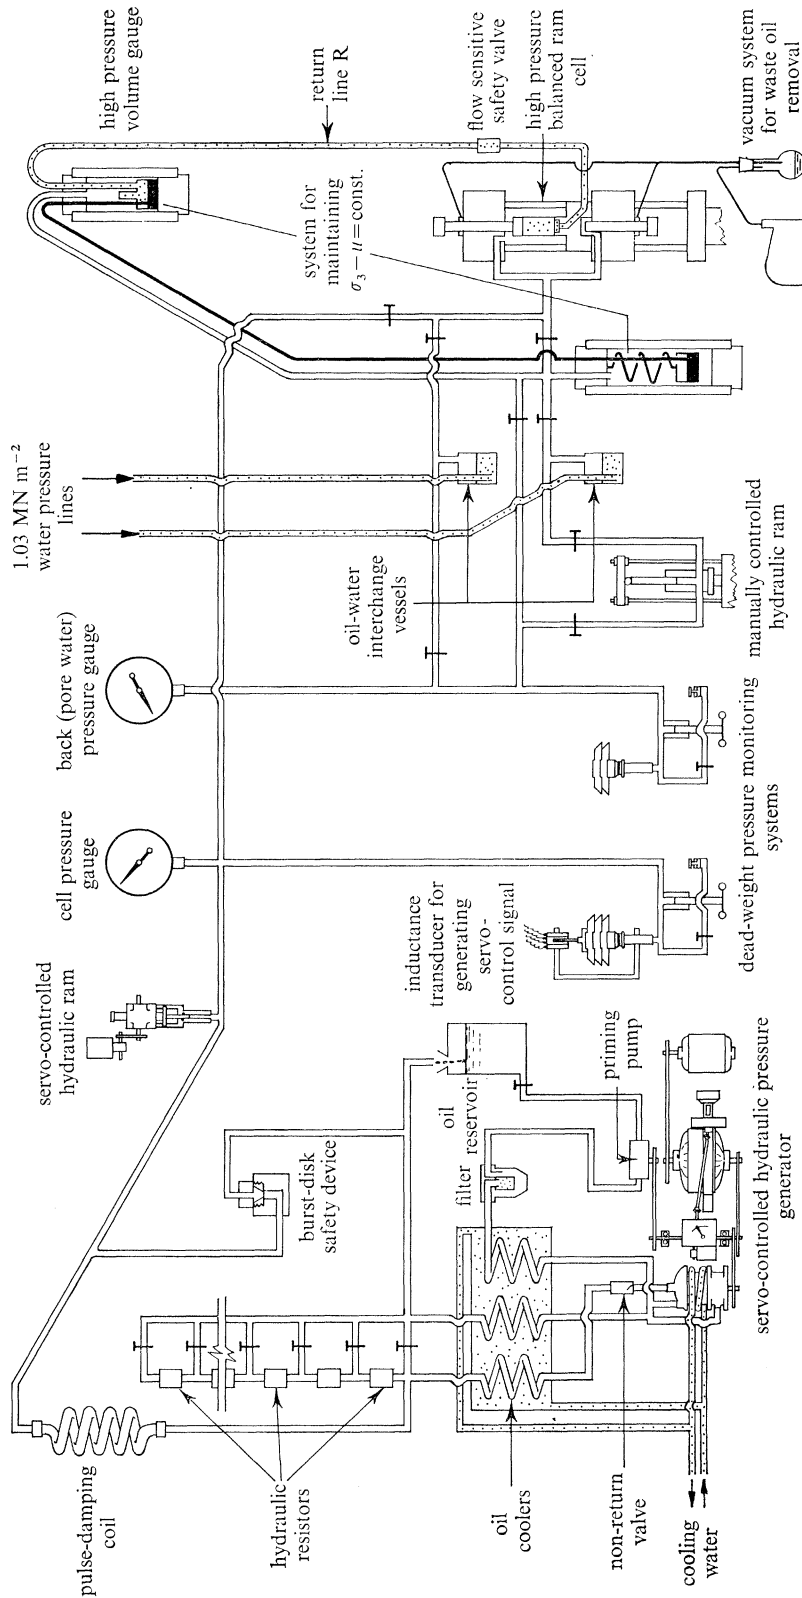 high pressure
volume gauge
return
line R
flow sensitive
safety valve
high pressure
balanced ram
cell
vacuum system
for waste oil
removal
system for
maintaining
σ₃−u=const.
1.03 MN m⁻²
water pressure
lines
oil-water
interchange
vessels
manually controlled
hydraulic ram
back (pore water)
pressure gauge
cell pressure
gauge
dead-weight pressure monitoring
systems
inductance
transducer for
generating
servo-
control signal
servo-controlled
hydraulic ram
oil
reservoir
priming
pump
filter
burst-disk
safety device
servo-controlled hydraulic pressure
generator
pulse-damping
coil
hydraulic
resistors
oil
coolers
non-return
valve
cooling
water